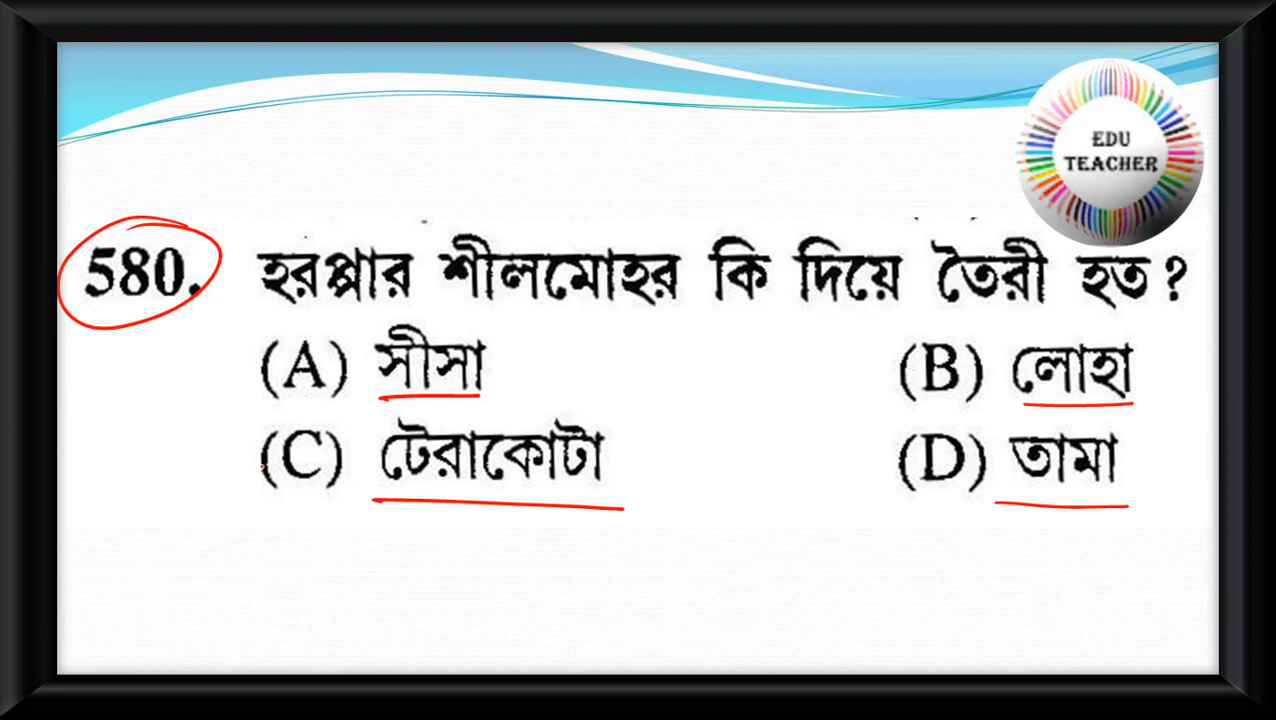 EDU
TEACHER
580. হরপ্পার শীলমোহর কি দিয়ে তৈরী হত?
(A) সীসা (B) লোহা
(C) টেরাকোটা (D) তামা